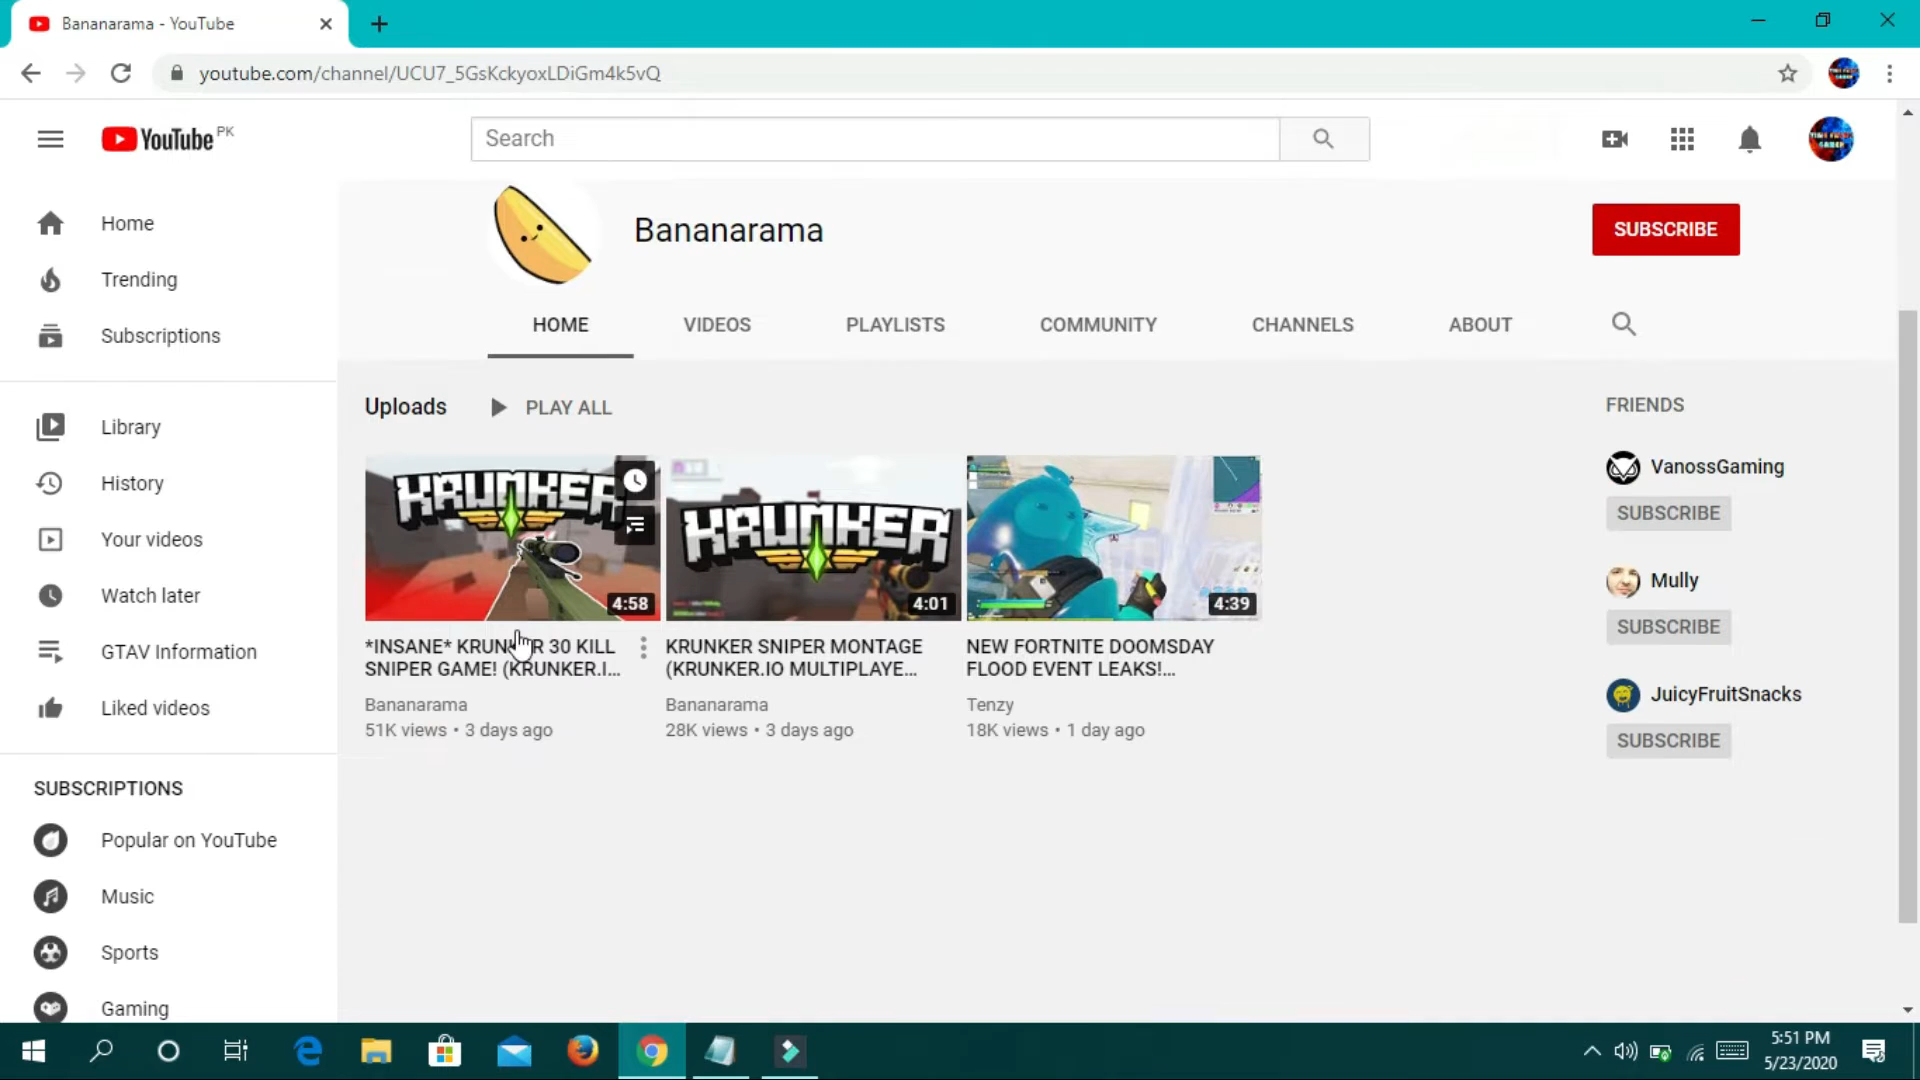 Bananarama - YouTube
youtube.com/channel/UCU7_5GsKckyoxLDiGm4k5vQ
YouTube PK
Search
Home
Trending
Subscriptions
Library
History
Your videos
Watch later
GTAV Information
Liked videos
SUBSCRIPTIONS
Popular on YouTube
Music
Sports
Gaming
Bananarama
SUBSCRIBE
HOME VIDEOS PLAYLISTS COMMUNITY CHANNELS ABOUT
Uploads PLAY ALL
KRUNKER
4:58
*INSANE* KRUNKER 30 KILL
SNIPER GAME! (KRUNKER.I...
Bananarama
51K views • 3 days ago
KRUNKER
4:01
KRUNKER SNIPER MONTAGE
(KRUNKER.IO MULTIPLAYE...
Bananarama
28K views • 3 days ago
4:39
NEW FORTNITE DOOMSDAY
FLOOD EVENT LEAKS!...
Tenzy
18K views • 1 day ago
FRIENDS
VanossGaming
SUBSCRIBE
Mully
SUBSCRIBE
JuicyFruitSnacks
SUBSCRIBE
5:51 PM
5/23/2020